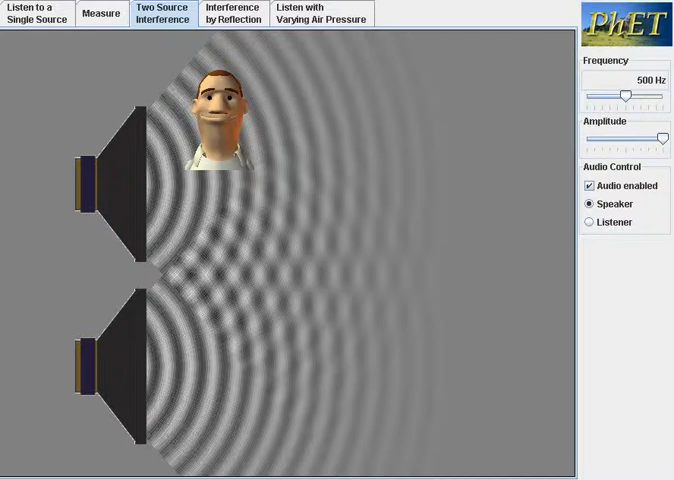 Listen to a
Single Source
Measure
Two Source
Interference
Interference
by Reflection
Listen with
Varying Air Pressure
PhET
Frequency
500 Hz
Amplitude
Audio Control
Audio enabled
Speaker
Listener